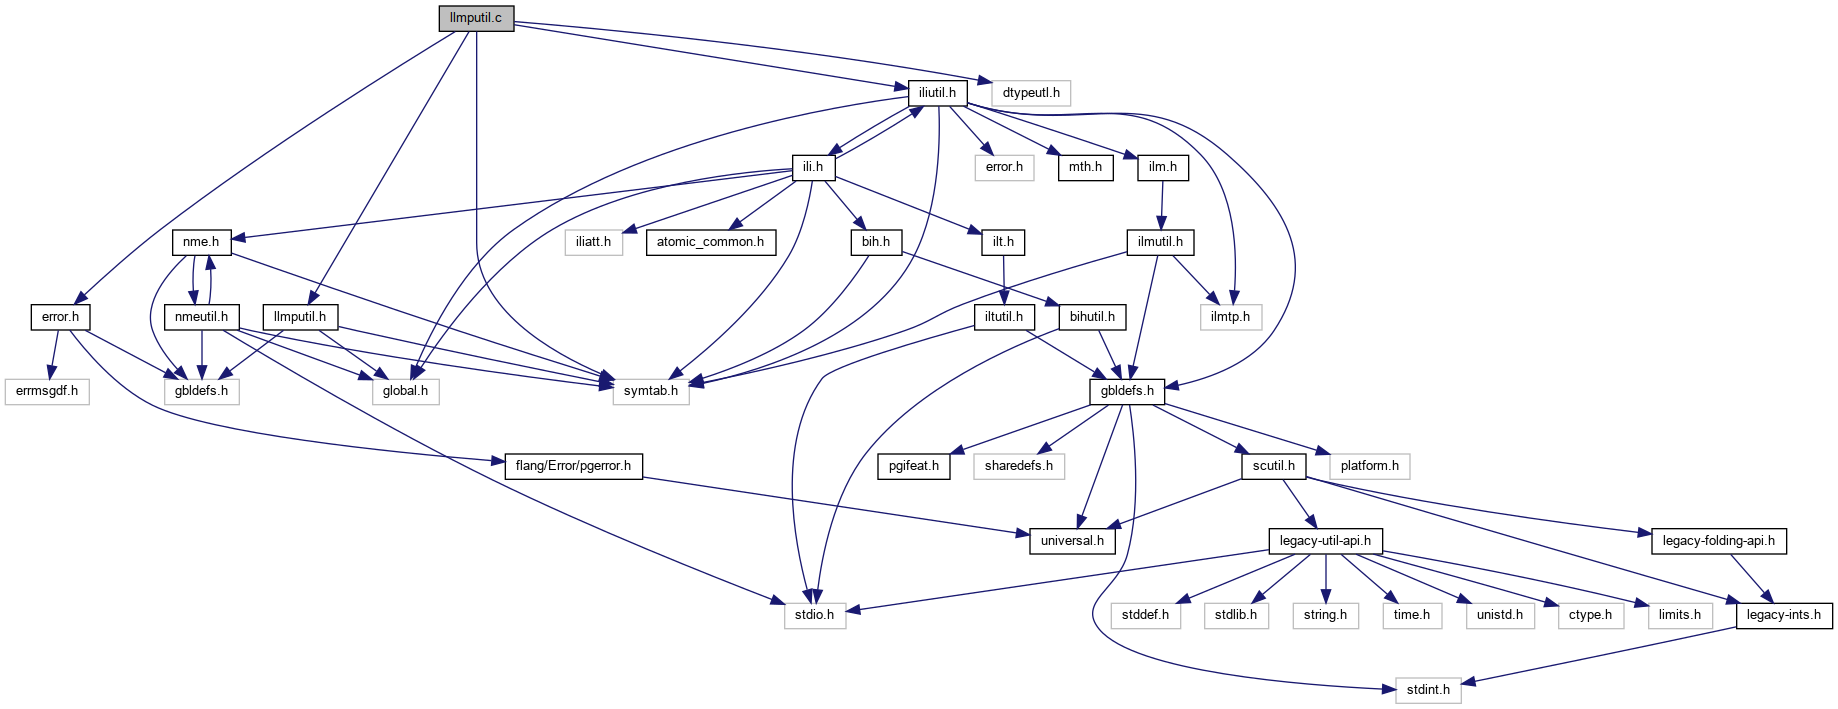 llmputil.c
iliutil.h
dtypeutl.h
ili.h
error.h
mth.h
ilm.h
nme.h
iliatt.h
atomic_common.h
bih.h
ilt.h
ilmutil.h
error.h
nmeutil.h
llmputil.h
iltutil.h
bihutil.h
ilmtp.h
errmsgdf.h
gbldefs.h
global.h
symtab.h
gbldefs.h
flang/Error/pgerror.h
pgifeat.h
sharedefs.h
scutil.h
platform.h
universal.h
legacy-util-api.h
legacy-folding-api.h
stdio.h
stddef.h
stdlib.h
string.h
time.h
unistd.h
ctype.h
limits.h
legacy-ints.h
stdint.h